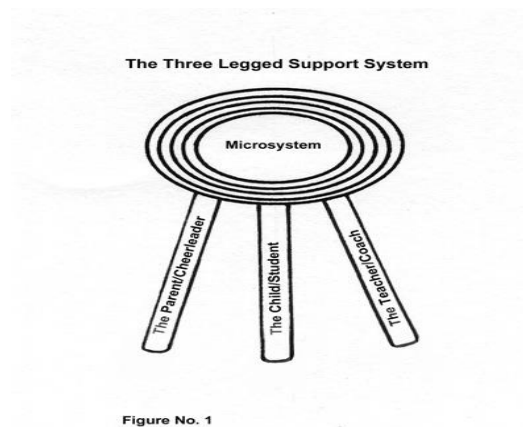 The Three Legged Support System
Microsystem
The Parent/Cheerleader
The Child/Student
The Teacher/Coach
Figure No. 1